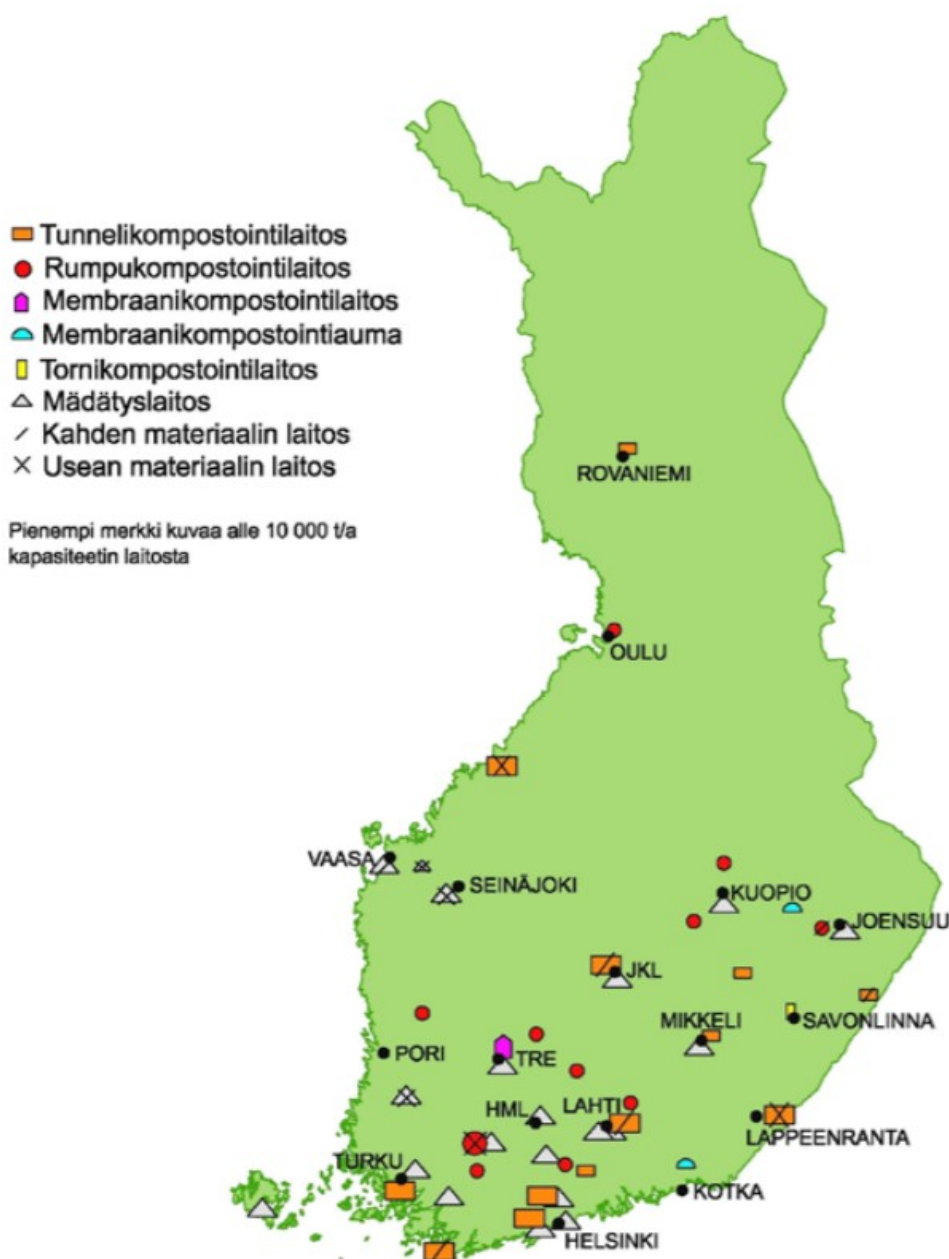 Tunnelikompostointilaitos
Rumpukompostointilaitos
Membraanikompostointilaitos
Membraanikompostointiauma
Tornikompostointilaitos
Mädätyslaitos
Kahden materiaalin laitos
Usean materiaalin laitos
Pienempi merkki kuvaa alle 10 000 t/a
kapasiteetin laitosta
ROVANIEMI
OULU
VAASA
SEINÄJOKI
KUOPIO
JOENSUU
JKL
SAVONLINNA
MIKKELI
PORI
TRE
HML
LAHTI
LAPPEENRANTA
TURKU
KOTKA
HELSINKI